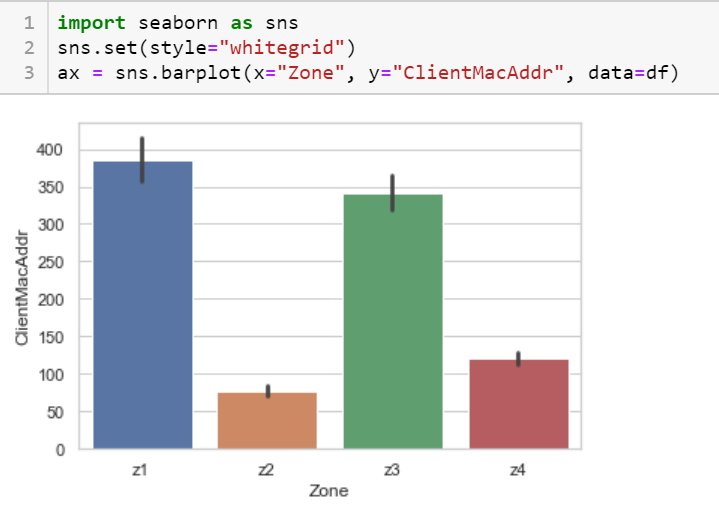 1 import seaborn as sns
2 sns.set(style="whitegrid")
3 ax = sns.barplot(x="Zone", y="ClientMacAddr", data=df)
400
350
300
250
200
150
100
50
0
ClientMacAddr
z1 z2 z3 z4
Zone